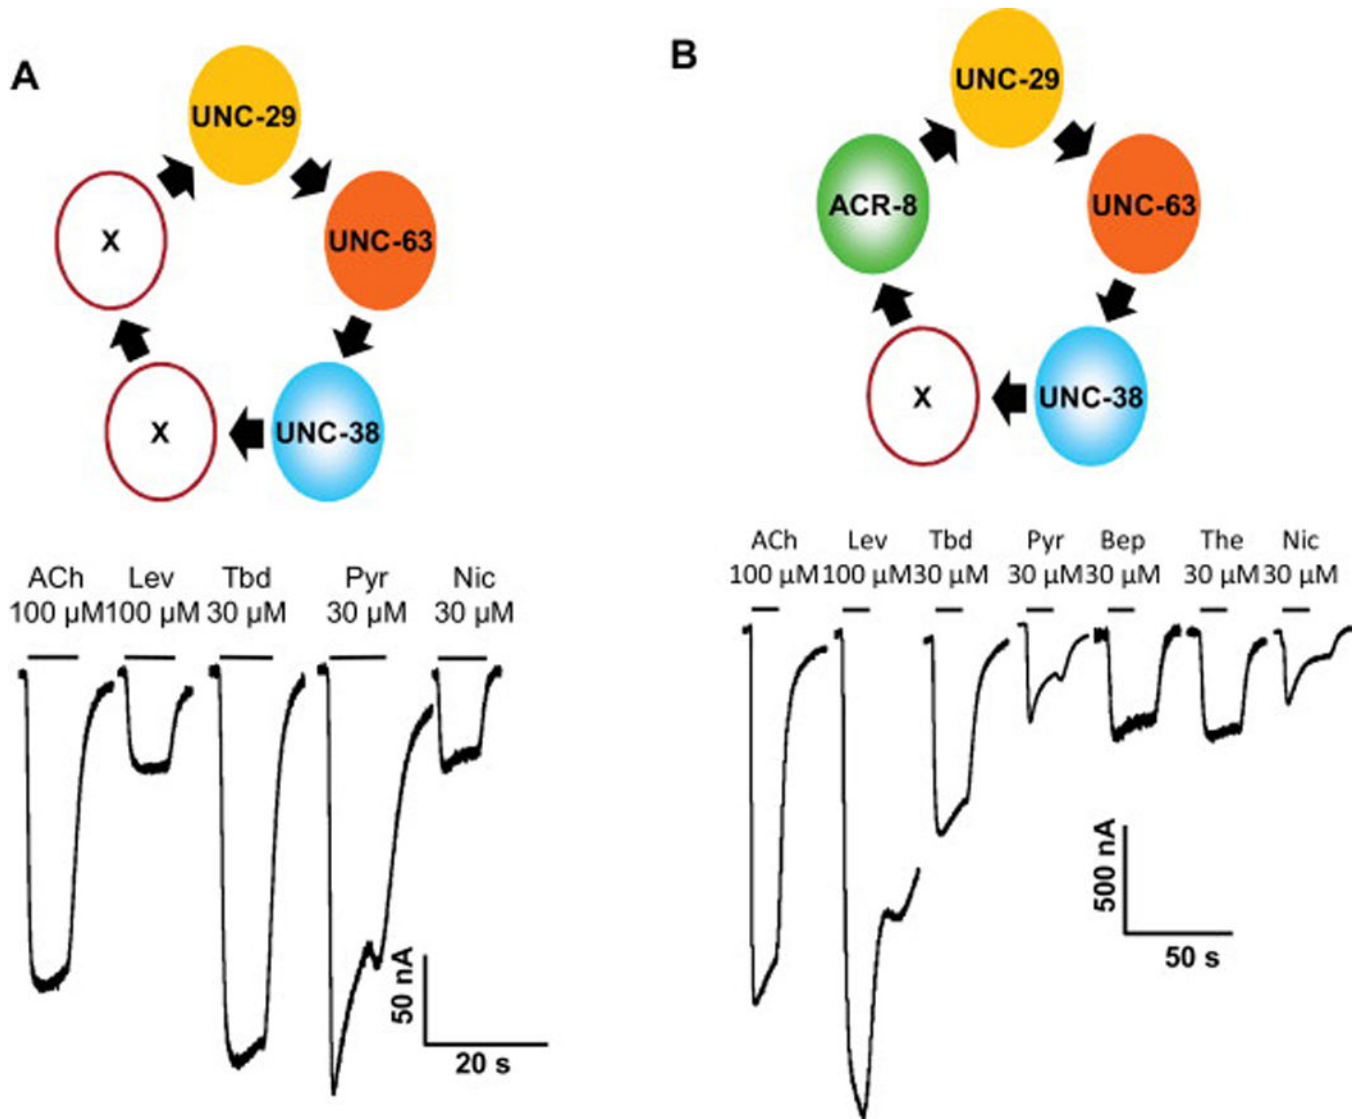 A
UNC-29
X
UNC-63
X
UNC-38
ACh Lev Tbd Pyr Nic
100 µM 100 µM 30 µM 30 µM 30 µM
50 nA
20 s
B
UNC-29
ACR-8
UNC-63
X
UNC-38
ACh Lev Tbd Pyr Bep The Nic
100 µM 100 µM 30 µM 30 µM 30 µM 30 µM 30 µM
500 nA
50 s